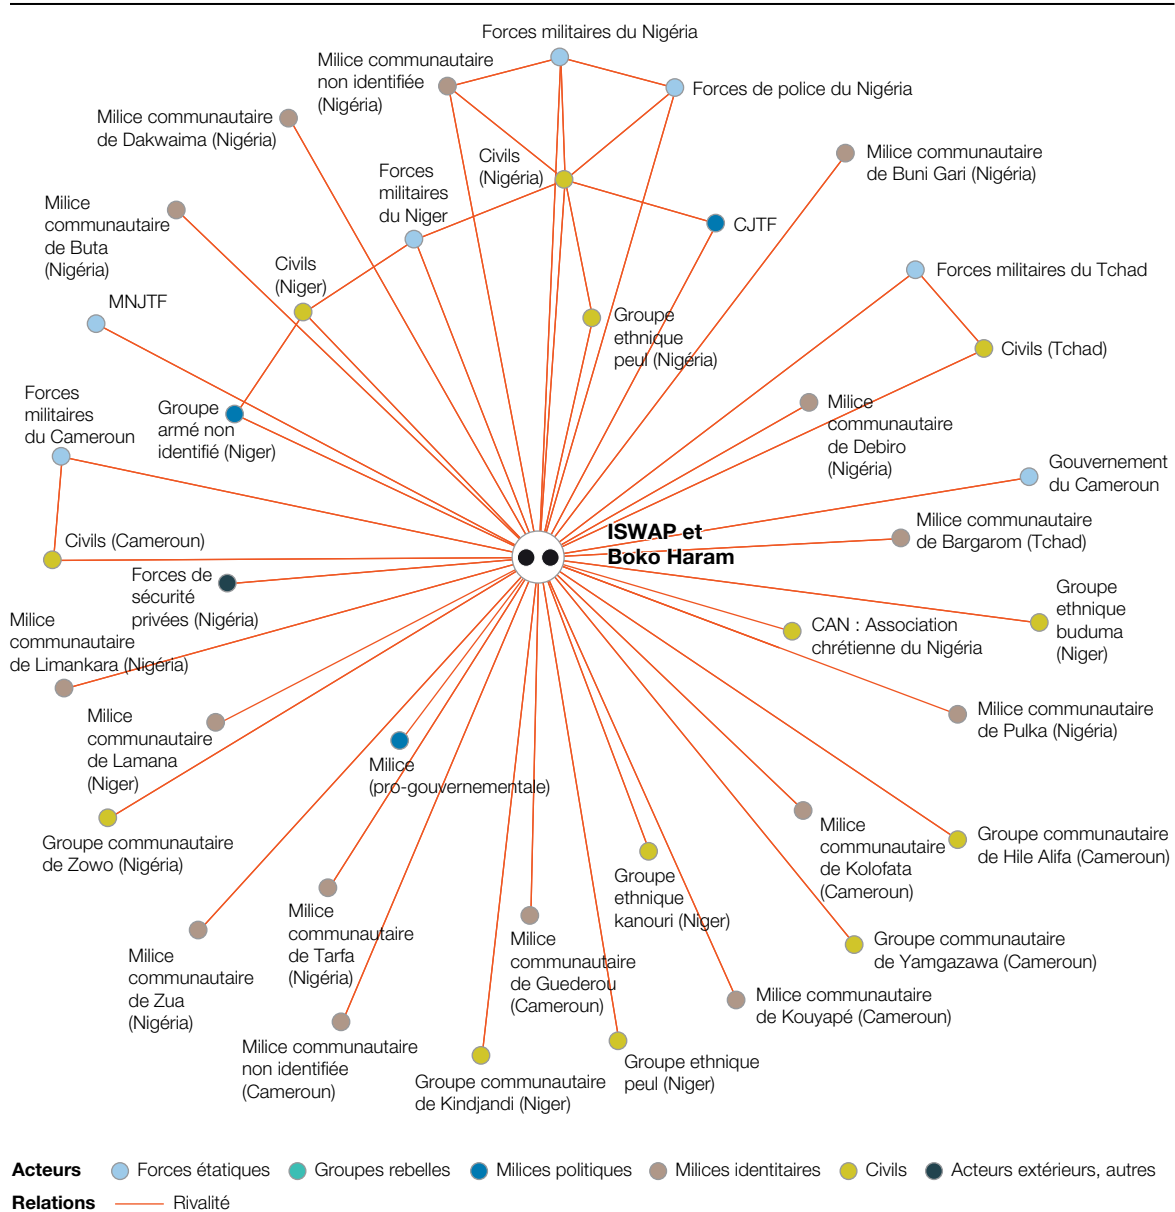 Forces militaires du Nigéria
Milice communautaire
non identifiée
(Nigéria)
Forces de police du Nigéria
Milice communautaire
de Dakwaima (Nigéria)
Civils
(Nigéria)
Milice communautaire
de Buni Gari (Nigéria)
Forces
militaires
du Niger
Milice
communautaire
de Buta
(Nigéria)
CJTF
Civils
(Niger)
Forces militaires du Tchad
MNJTF
Groupe
ethnique
peul (Nigéria)
Civils (Tchad)
Forces
militaires
du Cameroun
Groupe
armé non
identifié (Niger)
Milice
communautaire
de Debiro
(Nigéria)
Gouvernement
du Cameroun
ISWAP et
Boko Haram
Milice communautaire
de Bargarom (Tchad)
Civils (Cameroun)
Forces de
sécurité
privées (Nigéria)
Groupe
ethnique
buduma
(Niger)
Milice
communautaire
de Limankara (Nigéria)
CAN : Association
chrétienne du Nigéria
Milice
communautaire
de Lamana
(Niger)
Milice communautaire
de Pulka (Nigéria)
Milice
(pro-gouvernementale)
Groupe communautaire
de Zowo (Nigéria)
Milice
communautaire
de Kolofata
(Cameroun)
Groupe communautaire
de Hile Alifa (Cameroun)
Groupe
ethnique
kanouri (Niger)
Milice
communautaire
de Tarfa
(Nigéria)
Milice
communautaire
de Zua
(Nigéria)
Milice
communautaire
de Guederou
(Cameroun)
Groupe communautaire
de Yamgazawa (Cameroun)
Milice communautaire
de Kouyapé (Cameroun)
Milice communautaire
non identifiée
(Cameroun)
Groupe communautaire
de Kindjandi (Niger)
Groupe ethnique
peul (Niger)
Acteurs Forces étatiques Groupes rebelles Milices politiques Milices identitaires Civils Acteurs extérieurs, autres
Relations Rivalité